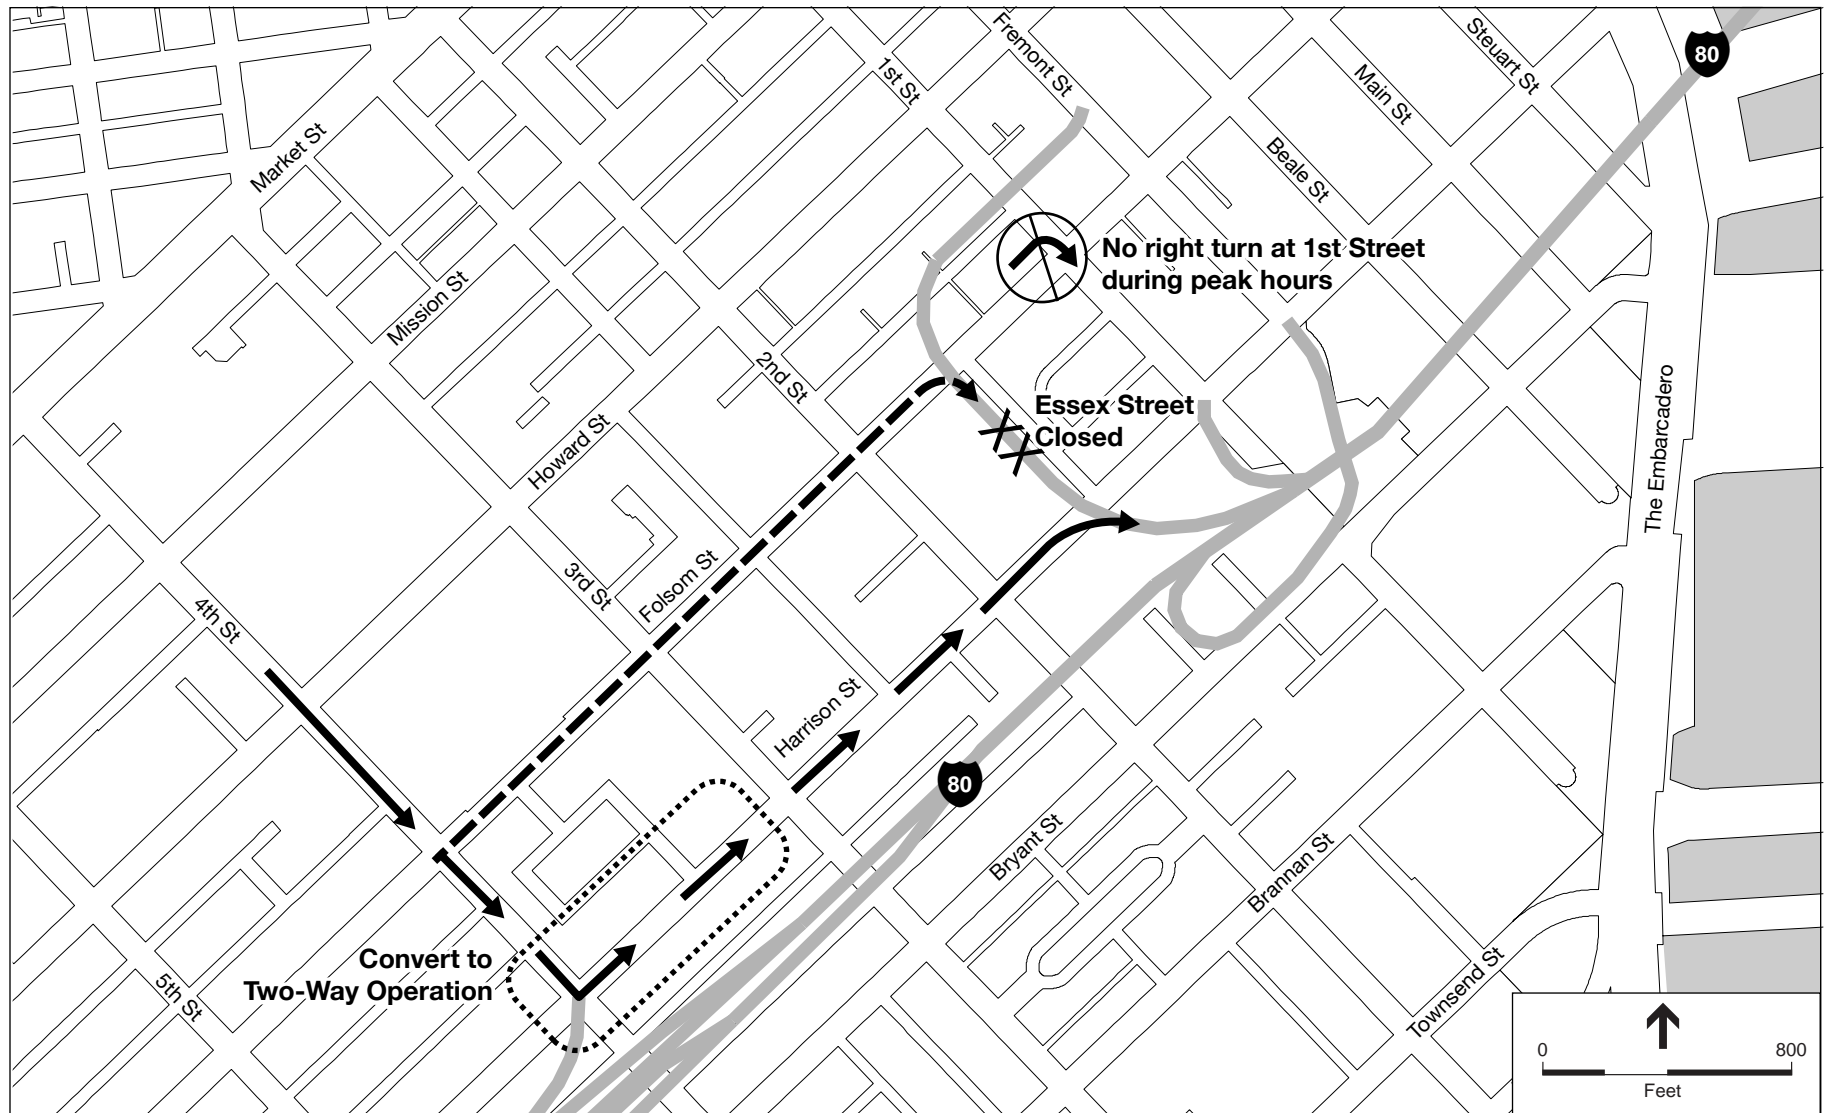 Fremont St
Steuart St
80
1st St
Main St
Market St
Beale St
No right turn at 1st Street
during peak hours
Mission St
2nd St
Essex Street
Closed
The Embarcadero
Howard St
3rd St
Folsom St
4th St
Harrison St
80
Bryant St
Brannan St
Convert to
Two-Way Operation
5th St
Townsend St
0 800
Feet